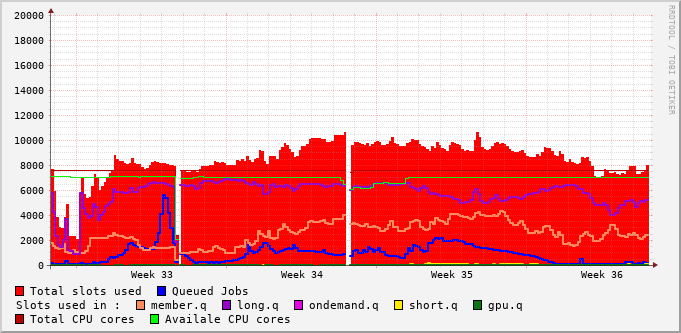 RRDTOOL / TOBI OETIKER
20000
18000
16000
14000
12000
10000
8000
6000
4000
2000
0
Week 33 Week 34 Week 35 Week 36
Total slots used Queued Jobs
Slots used in : member.q long.q ondemand.q short.q gpu.q
Total CPU cores Availale CPU cores